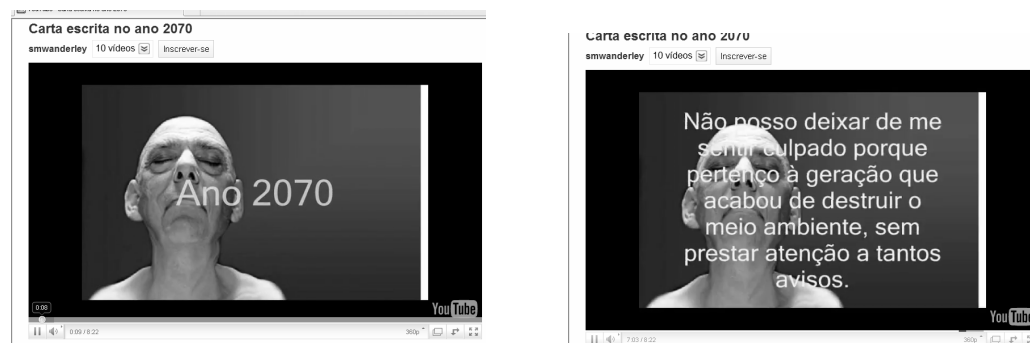 Carta escrita no ano 2070
smwanderley 10 vídeos Inscrever-se
Ano 2070
0:08
You Tube
0:09 / 8:22
360p
Carta escrita no ano 2070
smwanderley 10 vídeos Inscrever-se
Não posso deixar de me
sentir culpado porque
pertenço à geração que
acabou de destruir o
meio ambiente, sem
prestar atenção a tantos
avisos.
You Tube
7:03 / 8:22
360p